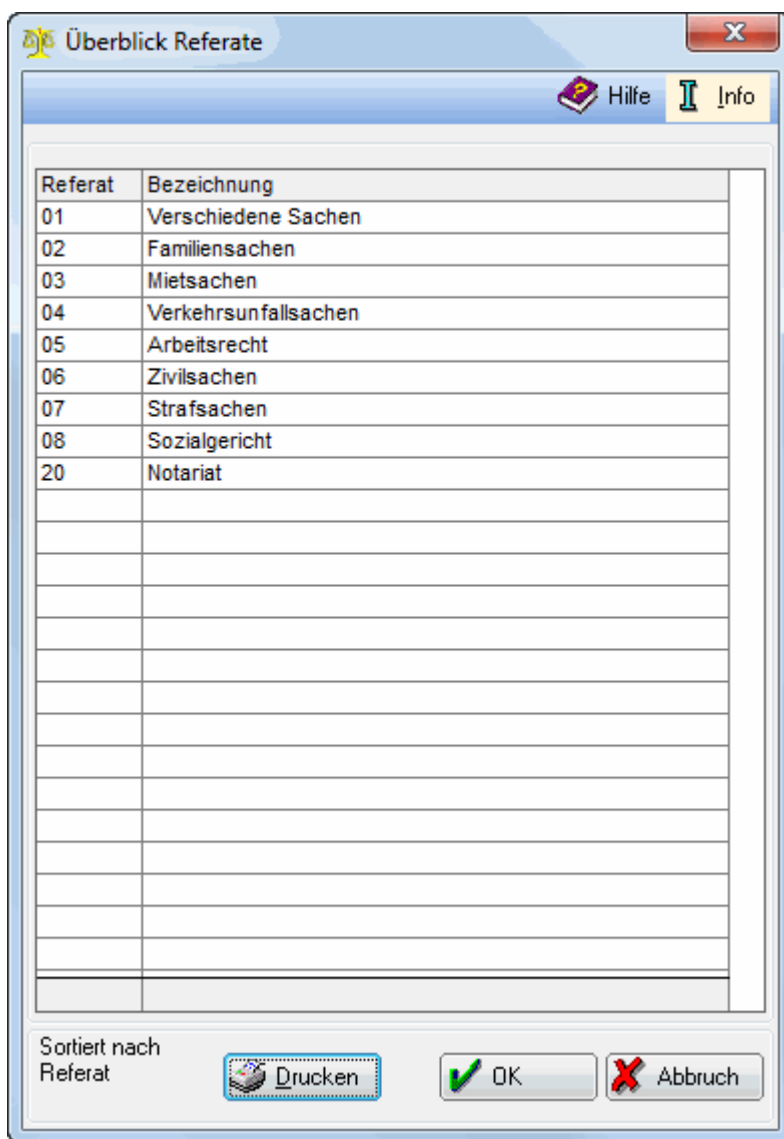 Überblick Referate
Hilfe Info
Referat Bezeichnung
01 Verschiedene Sachen
02 Familiensachen
03 Mietsachen
04 Verkehrsunfallsachen
05 Arbeitsrecht
06 Zivilsachen
07 Strafsachen
08 Sozialgericht
20 Notariat
Sortiert nach
Referat
Drucken OK Abbruch